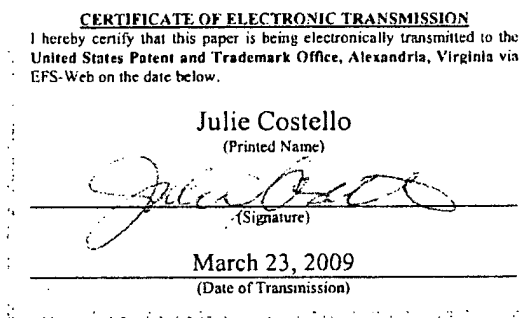 CERTIFICATE OF ELECTRONIC TRANSMISSION
I hereby certify that this paper is being electronically transmitted to the
United States Patent and Trademark Office, Alexandria, Virginia via
EFS-Web on the date below.
Julie Costello
(Printed Name)
Julie Costello
(Signature)
March 23, 2009
(Date of Transmission)